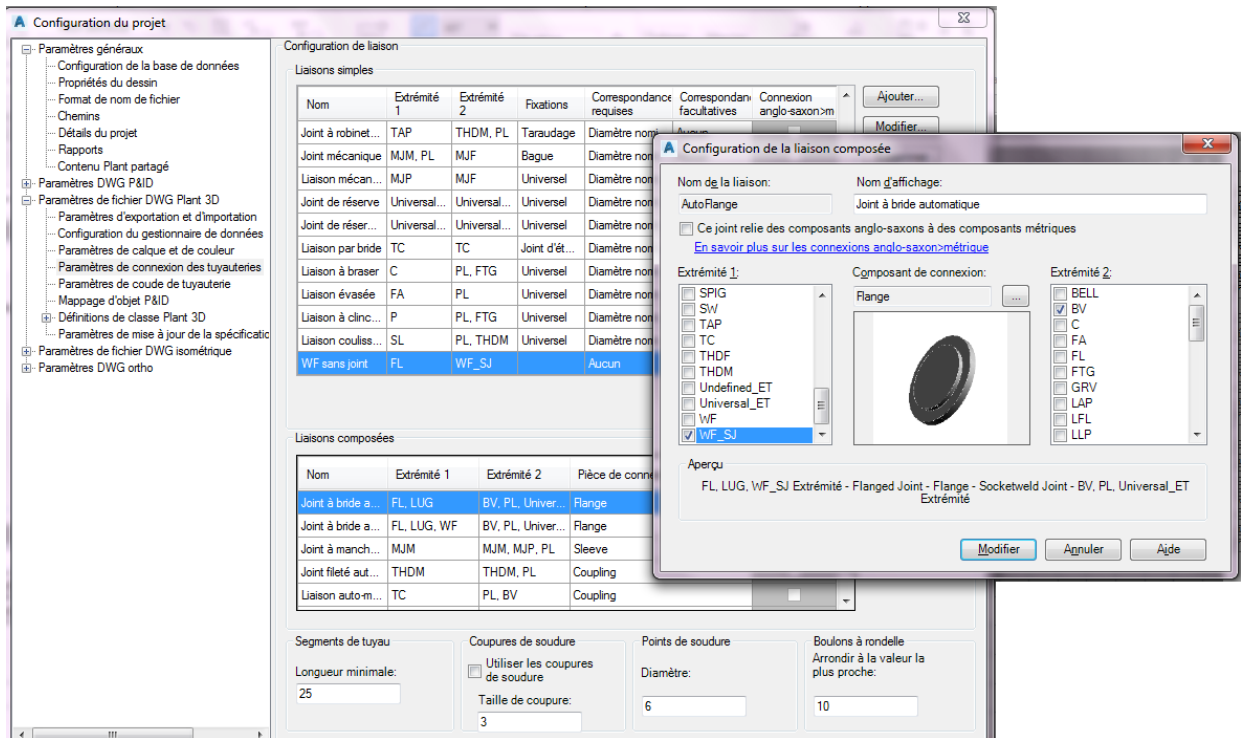 Configuration du projet
Paramètres généraux
Configuration de la base de données
Propriétés du dessin
Format de nom de fichier
Chemins
Détails du projet
Rapports
Contenu Plant partagé
Paramètres DWG P&ID
Paramètres de fichier DWG Plant 3D
Paramètres d'exportation et d'importation
Configuration du gestionnaire de données
Paramètres de calque et de couleur
Paramètres de connexion des tuyauteries
Paramètres de coude de tuyauterie
Mappage d'objet P&ID
Définitions de classe Plant 3D
Paramètres de mise à jour de la spécificatic
Paramètres de fichier DWG isométrique
Paramètres DWG ortho
Configuration de liaison
Liaisons simples
Nom Extrémité 1 Extrémité 2 Fixations Correspondance requises Correspondan facultatives Connexion anglo-saxon>m
Joint à robinet... TAP THDM, PL Taraudage Diamètre nomi Aucun
Joint mécanique MJM, PL MJF Bague Diamètre nom
Liaison mécan... MJP MJF Universel Diamètre nom
Joint de réserve Universal... Universal... Universel Diamètre nom
Joint de réser... Universal... Universal... Universel Diamètre nom
Liaison par bride TC TC Joint d'ét... Diamètre nom
Liaison à braser C PL, FTG Universel Diamètre nom
Liaison évasée FA PL Universel Diamètre nom
Liaison à clinc... P PL, FTG Universel Diamètre nom
Liaison couliss... SL PL, THDM Universel Diamètre nom
WF sans joint FL WF_SJ Aucun
Ajouter...
Modifier...
Liaisons composées
Nom Extrémité 1 Extrémité 2 Pièce de conne
Joint à bride a... FL, LUG BV, PL, Univer... Flange
Joint à bride a... FL, LUG, WF BV, PL, Univer... Flange
Joint à manch... MJM MJM, MJP, PL Sleeve
Joint fileté aut... THDM THDM, PL Coupling
Liaison auto-m... TC PL, BV Coupling
Segments de tuyau
Longueur minimale:
25
Coupures de soudure
Utiliser les coupures
de soudure
Taille de coupure:
3
Points de soudure
Diamètre:
6
Boulons à rondelle
Arrondir à la valeur la
plus proche:
10
Configuration de la liaison composée
Nom de la liaison:
AutoFlange
Nom d'affichage:
Joint à bride automatique
Ce joint relie des composants anglo-saxons à des composants métriques
En savoir plus sur les connexions anglo-saxon>métrique
Extrémité 1:
SPIG
SW
TAP
TC
THDF
THDM
Undefined_ET
Universal_ET
WF
WF_SJ
Composant de connexion:
Flange
...
Extrémité 2:
BELL
BV
C
FA
FL
FTG
GRV
LAP
LFL
LLP
Aperçu
FL, LUG, WF_SJ Extrémité - Flanged Joint - Flange - Socketweld Joint - BV, PL, Universal_ET
Extrémité
Modifier
Annuler
Aide